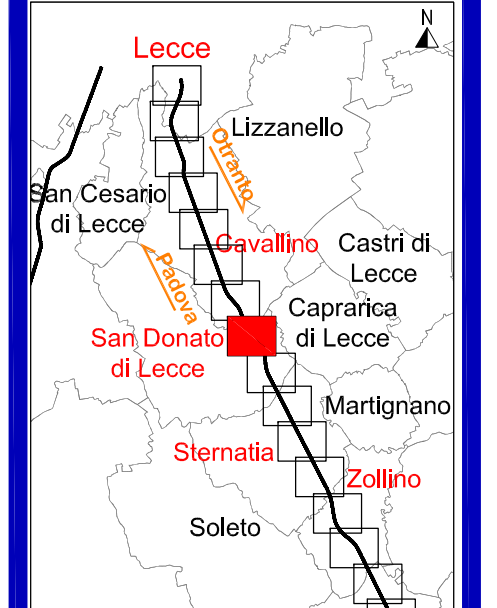 N
Lecce
Lizzanello
Otranto
San Cesario
di Lecce
Cavallino
Castri di
Lecce
Padova
Caprarica
di Lecce
San Donato
di Lecce
Martignano
Sternatia
Zollino
Soleto